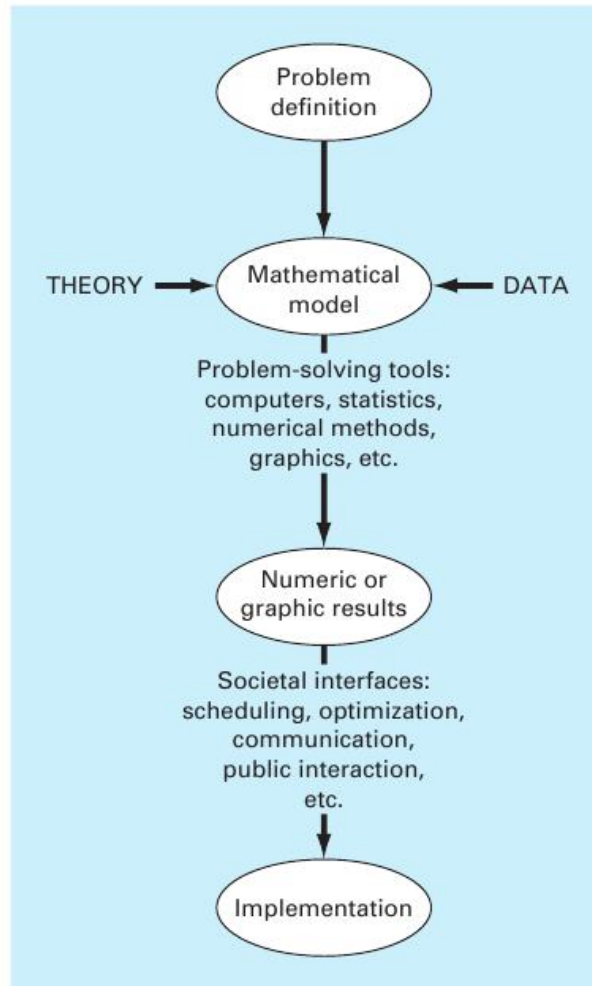 Problem
definition
THEORY
Mathematical
model
DATA
Problem-solving tools:
computers, statistics,
numerical methods,
graphics, etc.
Numeric or
graphic results
Societal interfaces:
scheduling, optimization,
communication,
public interaction,
etc.
Implementation